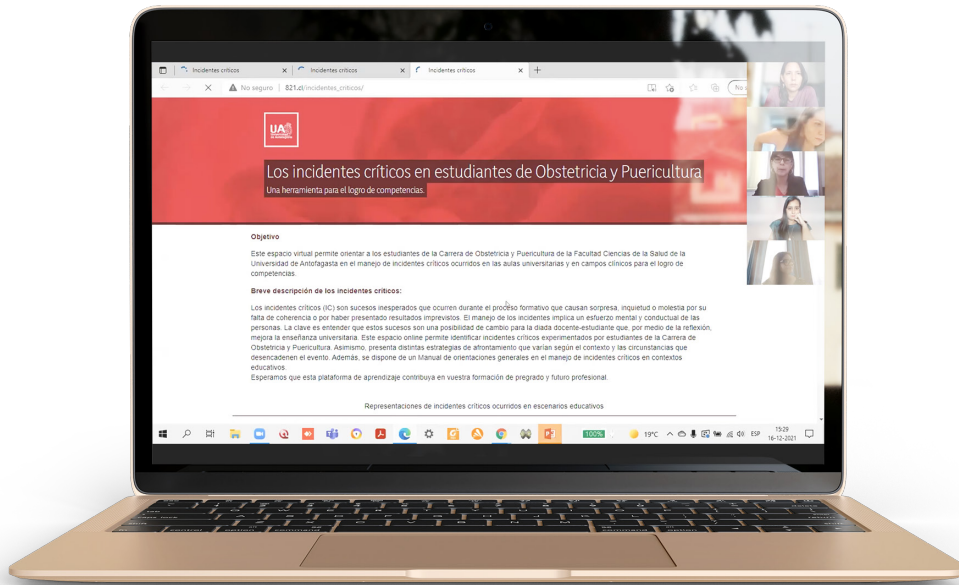 Incidentes críticos
Incidentes críticos
Incidentes críticos
No seguro | 821.cl/incidentes_criticos/
UA
Los incidentes críticos en estudiantes de Obstetricia y Puericultura
Una herramienta para el logro de competencias.
Objetivo
Este espacio virtual permite orientar a los estudiantes de la Carrera de Obstetricia y Puericultura de la Facultad Ciencias de la Salud de la
Universidad de Antofagasta en el manejo de incidentes críticos ocurridos en las aulas universitarias y en campos clínicos para el logro de
competencias.
Breve descripción de los incidentes críticos:
Los incidentes críticos (IC) son sucesos inesperados que ocurren durante el proceso formativo que causan sorpresa, inquietud o molestia por su
falta de coherencia o por haber presentado resultados imprevistos. El manejo de los incidentes implica un esfuerzo mental y conductual de las
personas. La clave es entender que estos sucesos son una posibilidad de cambio para la diada docente-estudiante que, por medio de la reflexión,
mejora la enseñanza universitaria. Este espacio online permite identificar incidentes críticos experimentados por estudiantes de la Carrera de
Obstetricia y Puericultura. Asimismo, presenta distintas estrategias de afrontamiento que varían según el contexto y las circunstancias que
desencadenen el evento. Además, se dispone de un Manual de orientaciones generales en el manejo de incidentes críticos en contextos
educativos.
Esperamos que esta plataforma de aprendizaje contribuya en vuestra formación de pregrado y futuro profesional.
Representaciones de incidentes críticos ocurridos en escenarios educativos
100%
19°C
ESP
15:29
16-12-2021